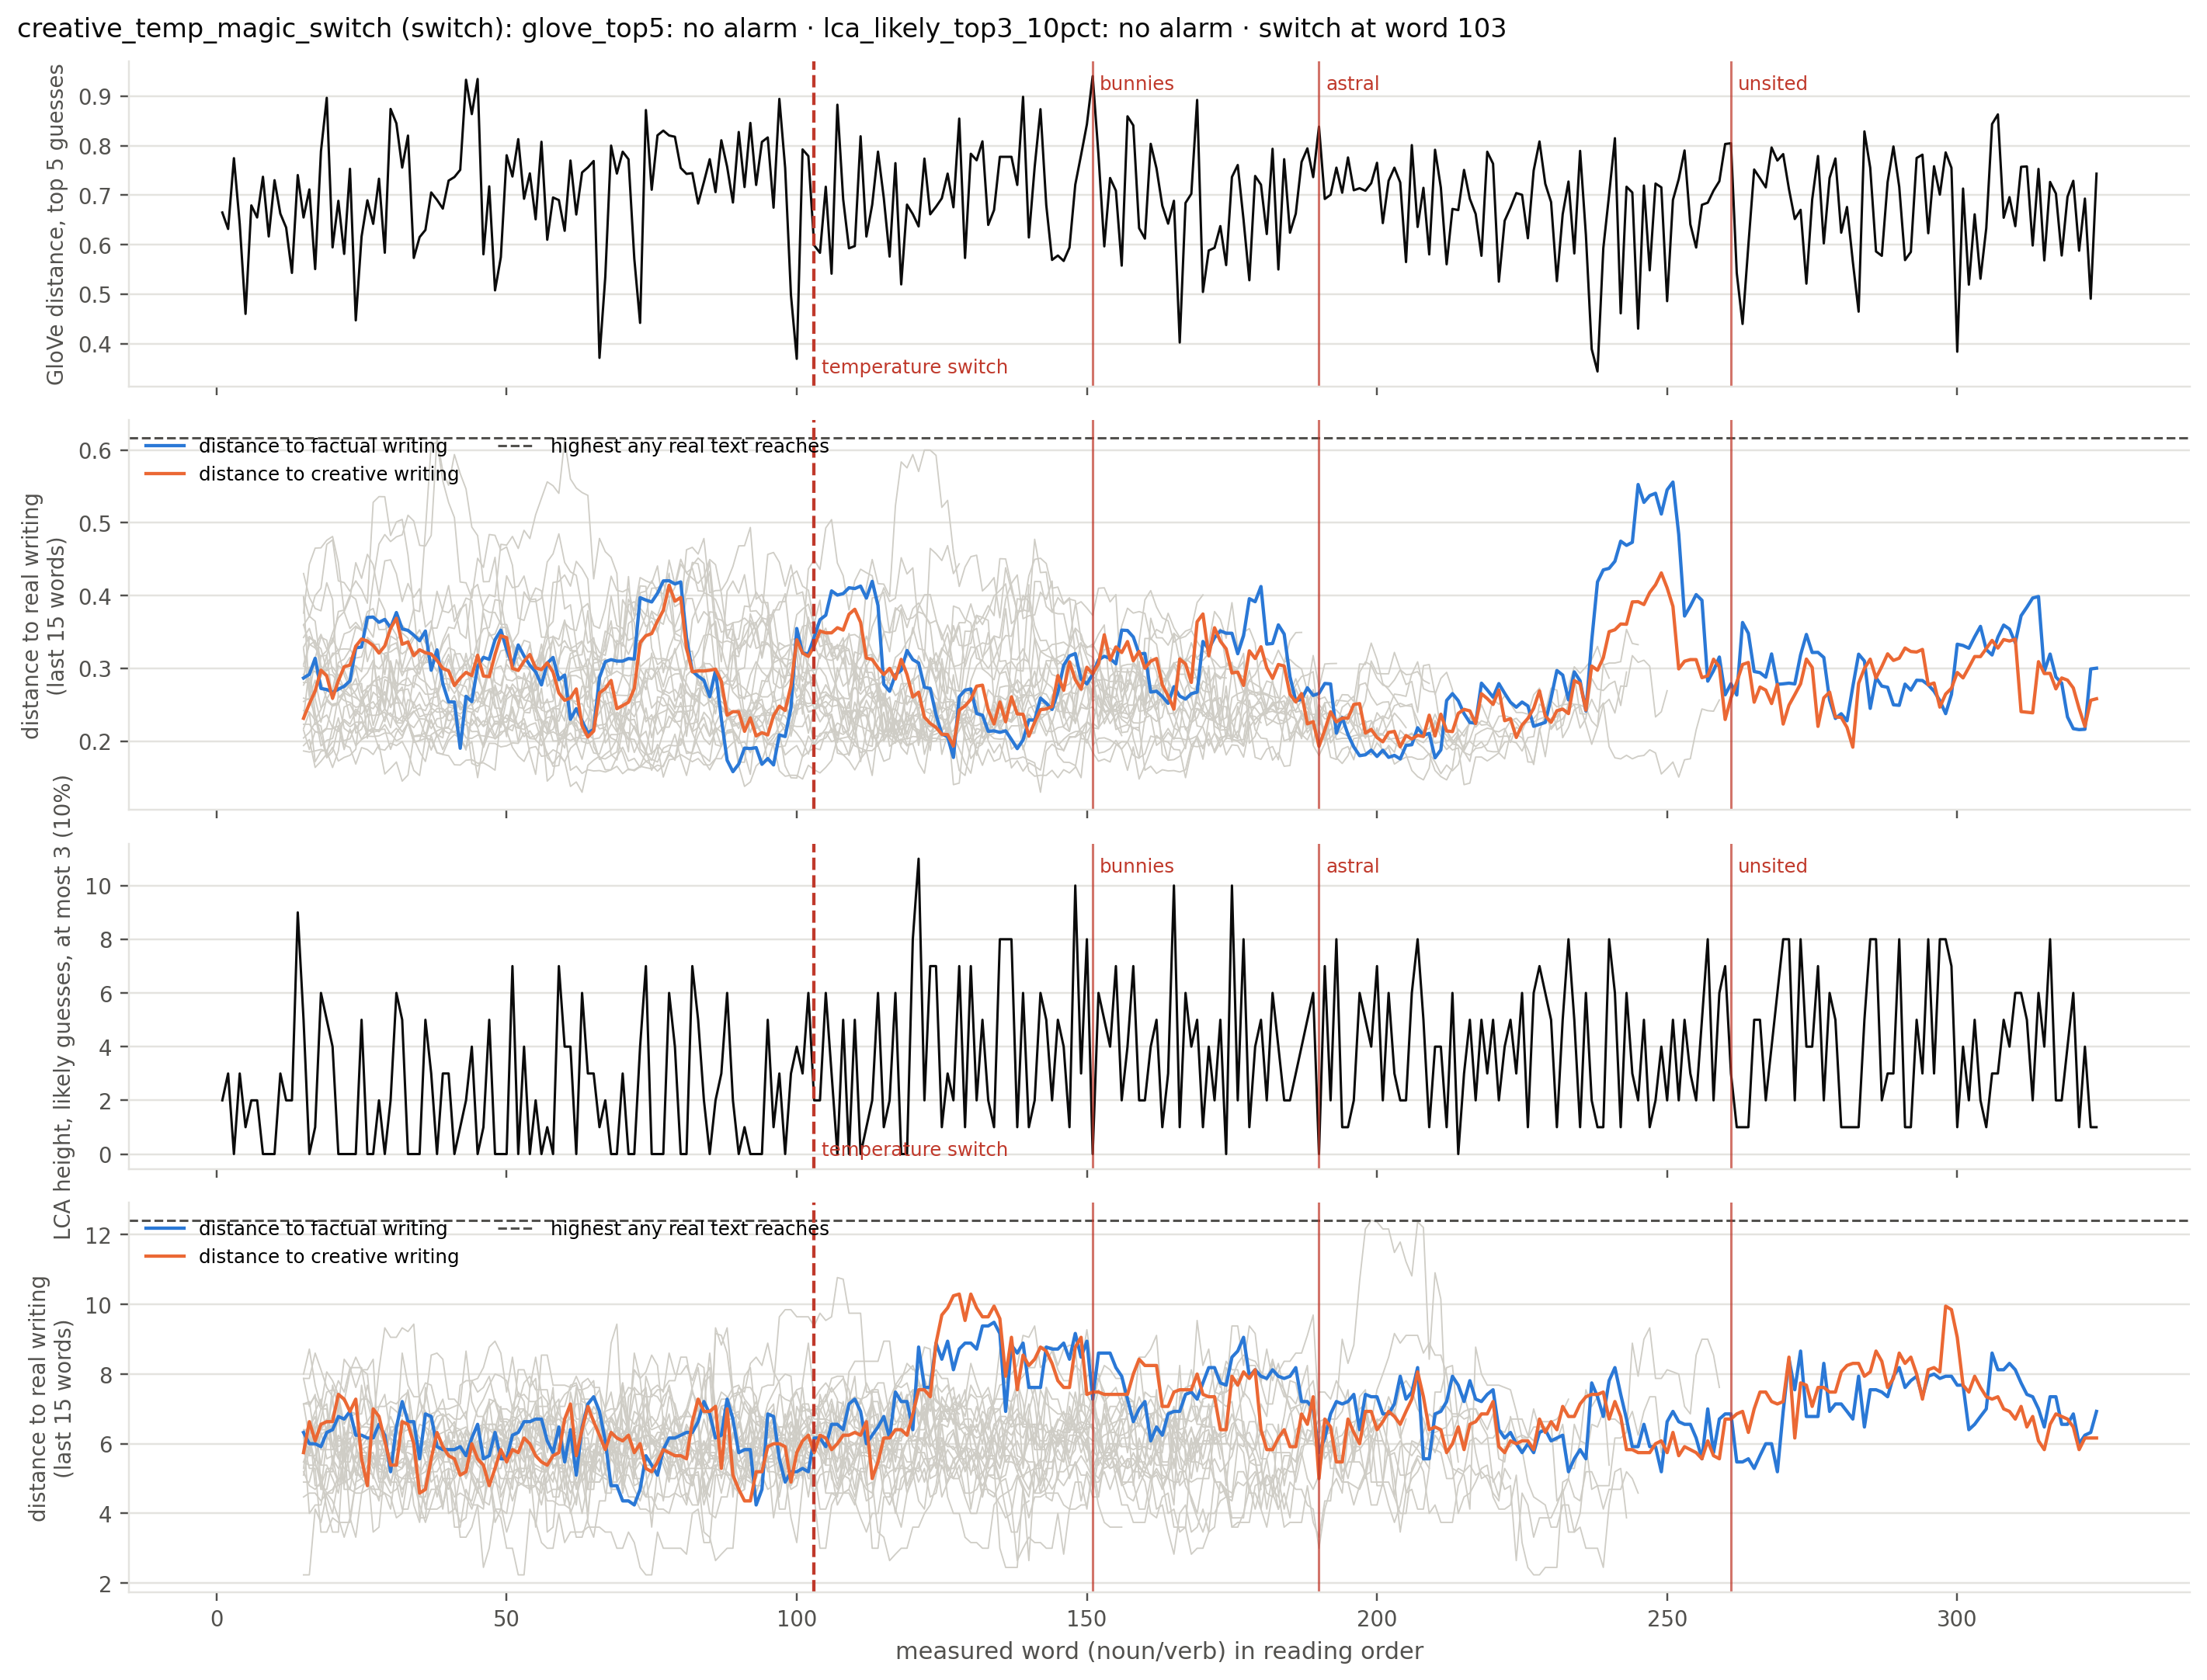 creative_temp_magic_switch (switch): glove_top5: no alarm · lca_likely_top3_10pct: no alarm · switch at word 103
GloVe distance, top 5 guesses
0.9
0.8
0.7
0.6
0.5
0.4
bunnies
astral
unsited
temperature switch
distance to real writing
(last 15 words)
0.6
0.5
0.4
0.3
0.2
distance to factual writing
distance to creative writing
highest any real text reaches
LCA height, likely guesses, at most 3 (10%)
10
8
6
4
2
0
bunnies
astral
unsited
temperature switch
distance to real writing
(last 15 words)
12
10
8
6
4
2
distance to factual writing
distance to creative writing
highest any real text reaches
0
50
100
150
200
250
300
measured word (noun/verb) in reading order